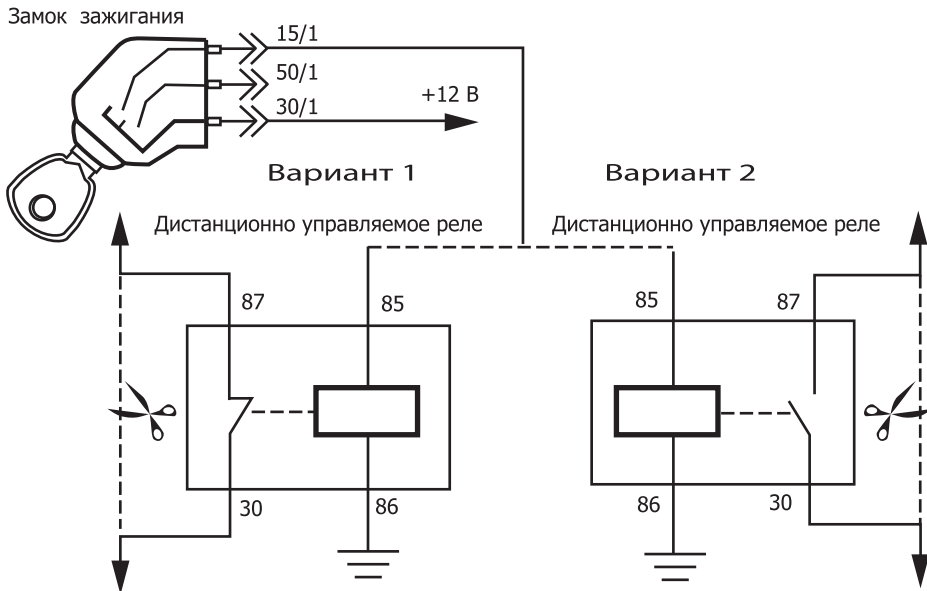 Замок зажигания
15/1
50/1
30/1
+12 В
Вариант 1
Вариант 2
Дистанционно управляемое реле
Дистанционно управляемое реле
87
85
85
87
30
86
86
30